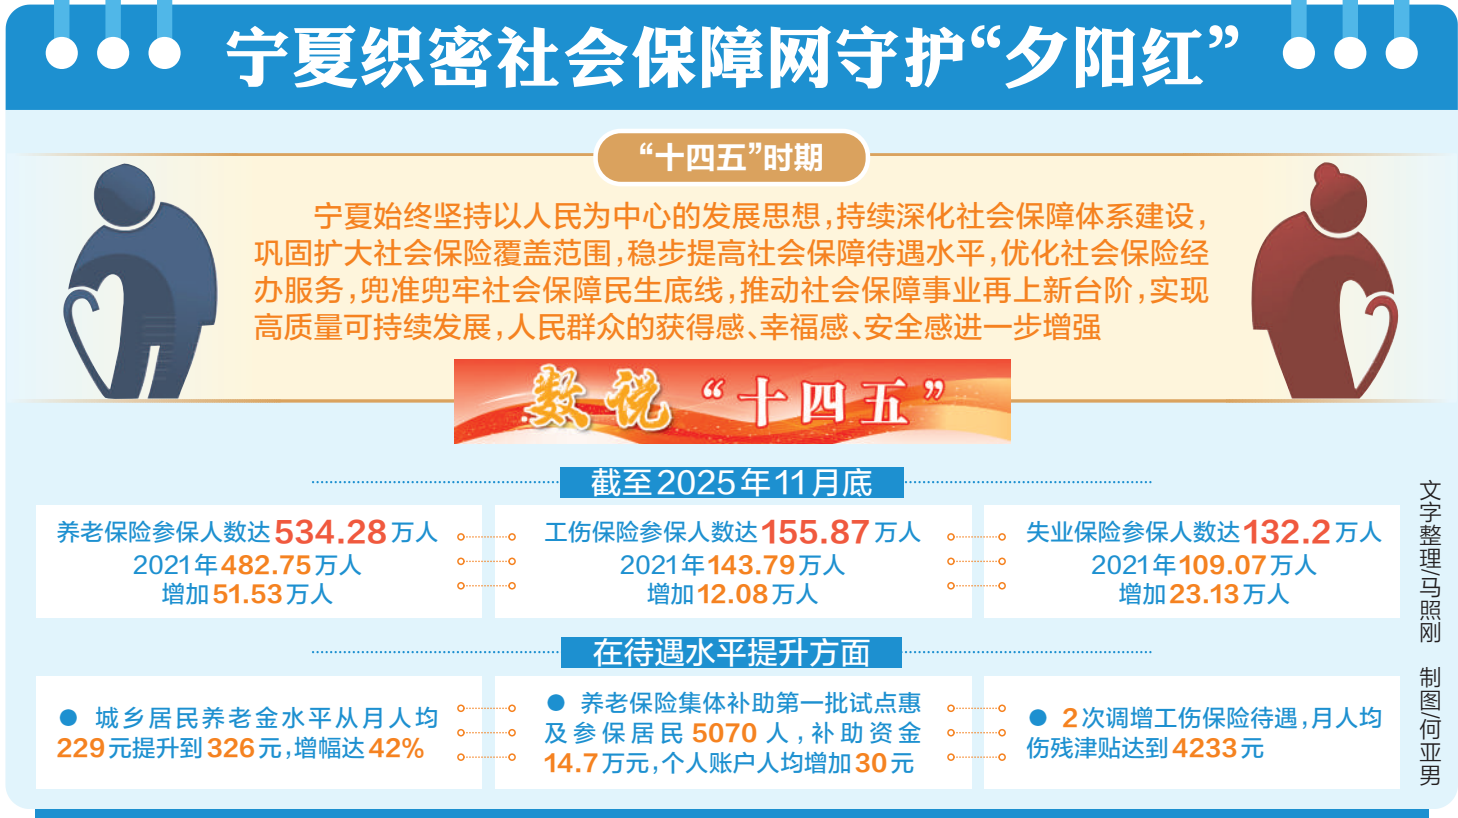 宁夏织密社会保障网守护“夕阳红”
“十四五”时期
宁夏始终坚持以人民为中心的发展思想，持续深化社会保障体系建设，
巩固扩大社会保险覆盖范围，稳步提高社会保障待遇水平，优化社会保险经
办服务，兜准兜牢社会保障民生底线，推动社会保障事业再上新台阶，实现
高质量可持续发展，人民群众的获得感、幸福感、安全感进一步增强
数说“十四五”
截至2025年11月底
养老保险参保人数达534.28万人
2021年482.75万人
增加51.53万人
工伤保险参保人数达155.87万人
2021年143.79万人
增加12.08万人
失业保险参保人数达132.2万人
2021年109.07万人
增加23.13万人
在待遇水平提升方面
● 城乡居民养老金水平从月人均
229元提升到326元，增幅达42%
● 养老保险集体补助第一批试点惠
及参保居民5070人，补助资金
14.7万元，个人账户人均增加30元
● 2次调增工伤保险待遇，月人均
伤残津贴达到4233元
文字整理/马照刚 制图/何亚男